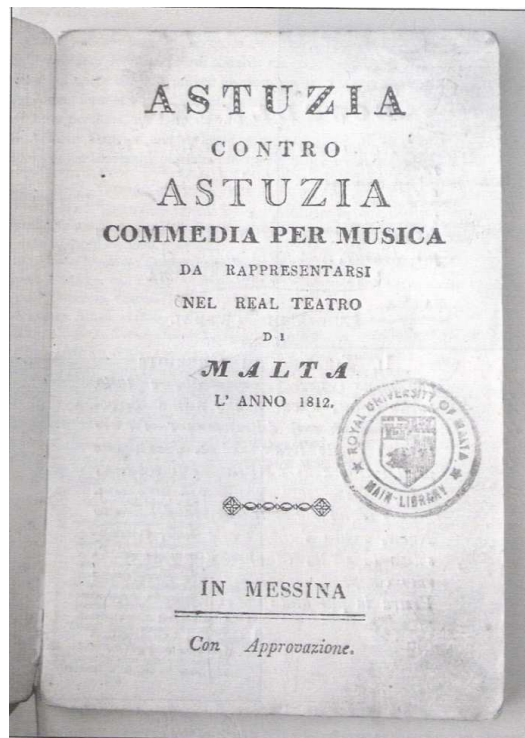 ASTUZIA
CONTRO
ASTUZIA
COMMEDIA PER MUSICA
DA RAPPRESENTARSI
NEL REAL TEATRO
DI
MALTA
L' ANNO 1812.
★ ROYAL UNIVERSITY OF MALTA ★
MAIN-LIBRARY
IN MESSINA
Con Approvazione.